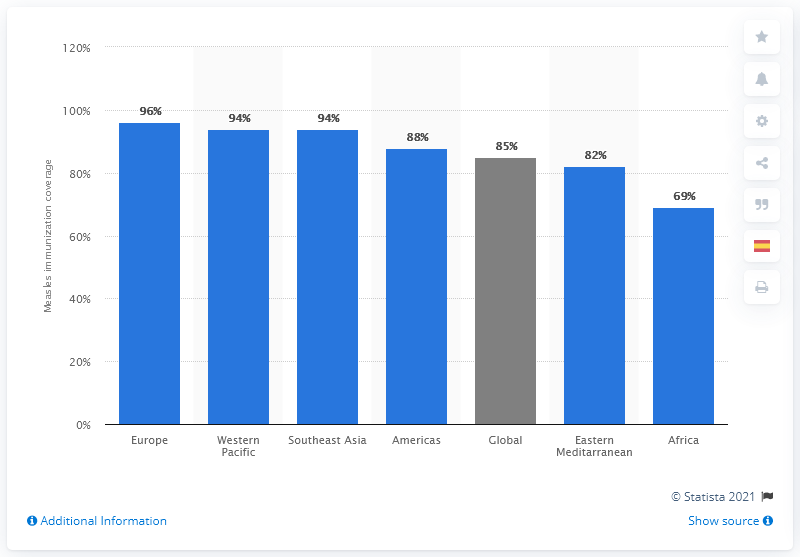 120%
100%
80%
60%
40%
20%
0%
Measles immunization coverage
96%
94%
94%
88%
85%
82%
69%
Europe
Western
Pacific
Southeast Asia
Americas
Global
Eastern
Meditarranean
Africa
© Statista 2021
Additional Information
Show source